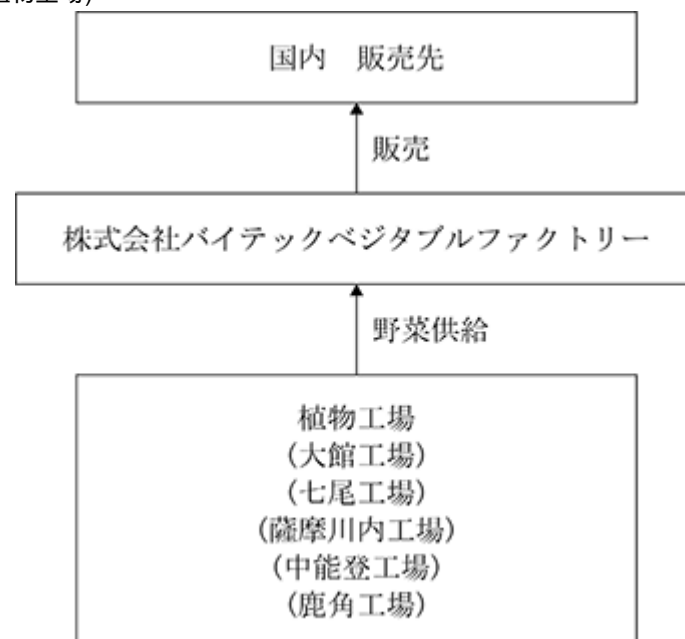 国内　販売先
販売
株式会社バイテックベジタブルファクトリー
野菜供給
植物工場
(大館工場)
(七尾工場)
(薩摩川内工場)
(中能登工場)
(鹿角工場)